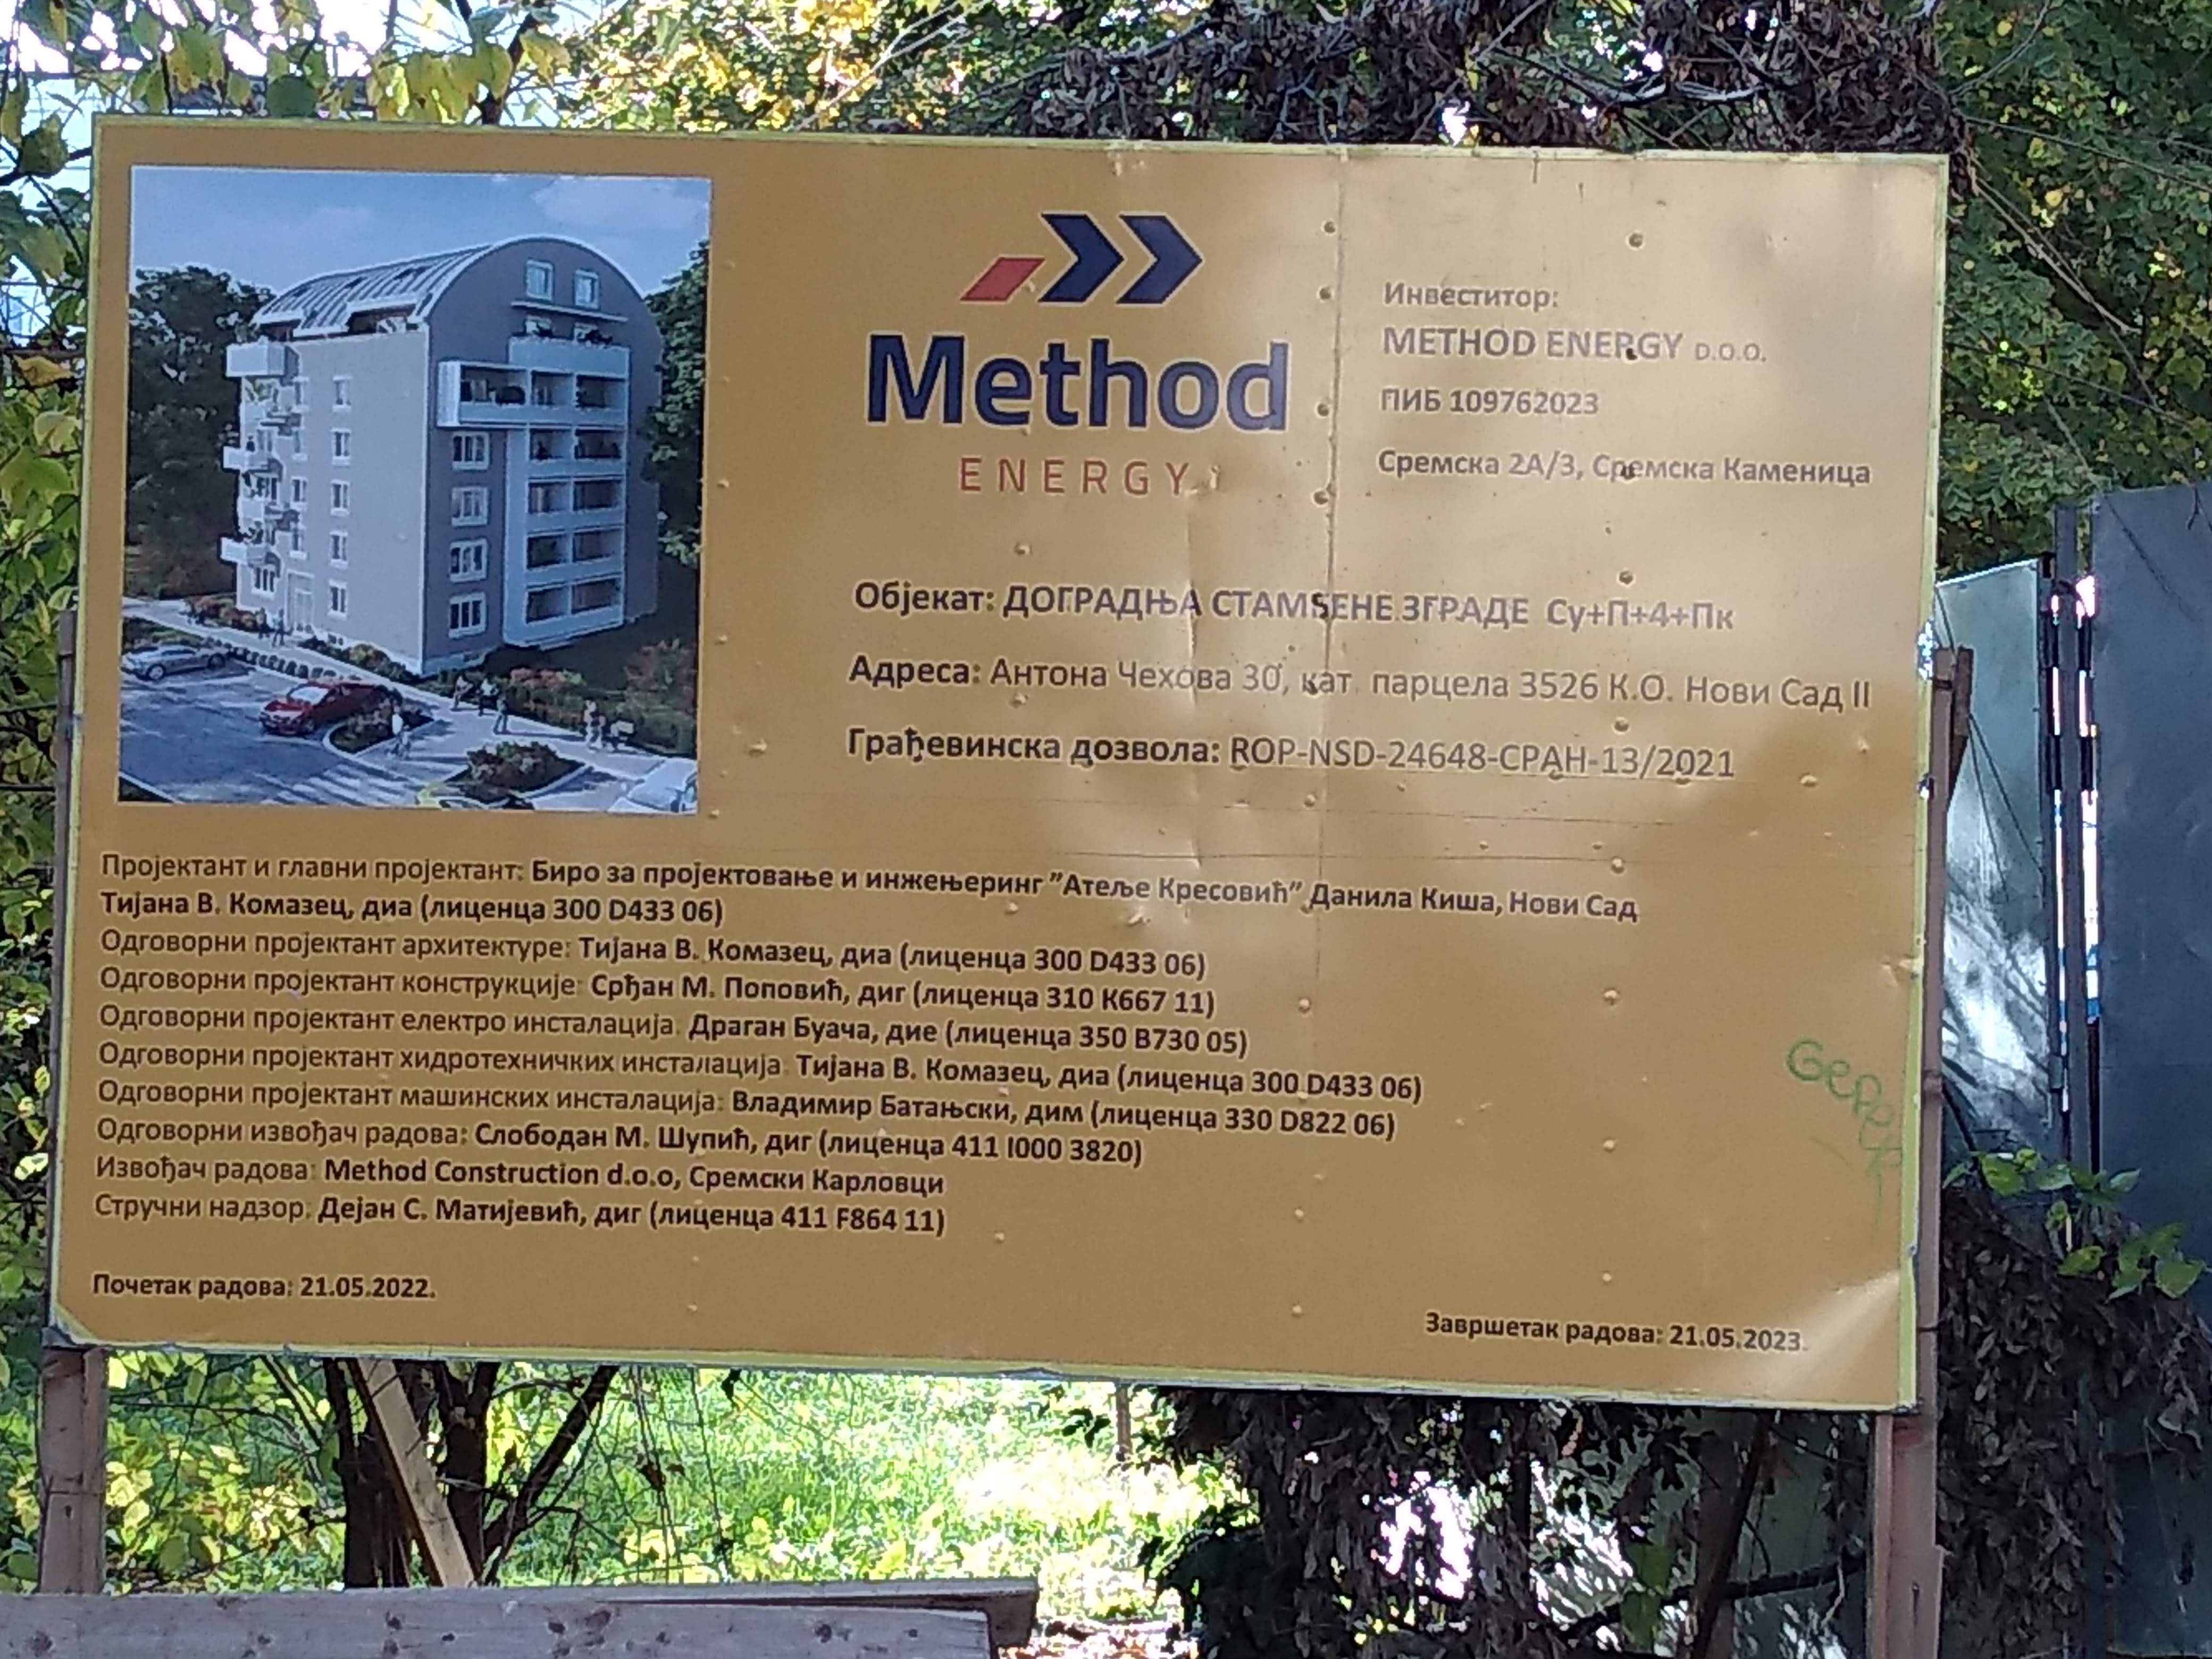 Method
ENERGY
Инвеститор:
METHOD ENERGY D.O.O.
ПИБ 109762023
Сремска 2А/3, Сремска Каменица
Објекат: ДОГРАДЊА СТАМБЕНЕ ЗГРАДЕ Су+П+4+Пк
Адреса: Антона Чехова 30, кат. парцела 3526 К.О. Нови Сад II
Грађевинска дозвола: ROP-NSD-24648-CPAH-13/2021
Пројектант и главни пројектант: Биро за пројектовање и инжењеринг "Атеље Кресовић" Данила Киша, Нови Сад
Тијана В. Комазец, диа (лиценца 300 D433 06)
Одговорни пројектант архитектуре: Тијана В. Комазец, диа (лиценца 300 D433 06)
Одговорни пројектант конструкције: Срђан М. Поповић, диг (лиценца 310 К667 11)
Одговорни пројектант електро инсталација: Драган Буача, дие (лиценца 350 В730 05)
Одговорни пројектант хидротехничких инсталација: Тијана В. Комазец, диа (лиценца 300 D433 06)
Одговорни пројектант машинских инсталација: Владимир Батањски, дим (лиценца 330 D822 06)
Одговорни извођач радова: Слободан М. Шупић, диг (лиценца 411 I000 3820)
Извођач радова: Method Construction d.o.o, Сремски Карловци
Стручни надзор: Дејан С. Матијевић, диг (лиценца 411 F864 11)
Почетак радова: 21.05.2022.
Завршетак радова: 21.05.2023.